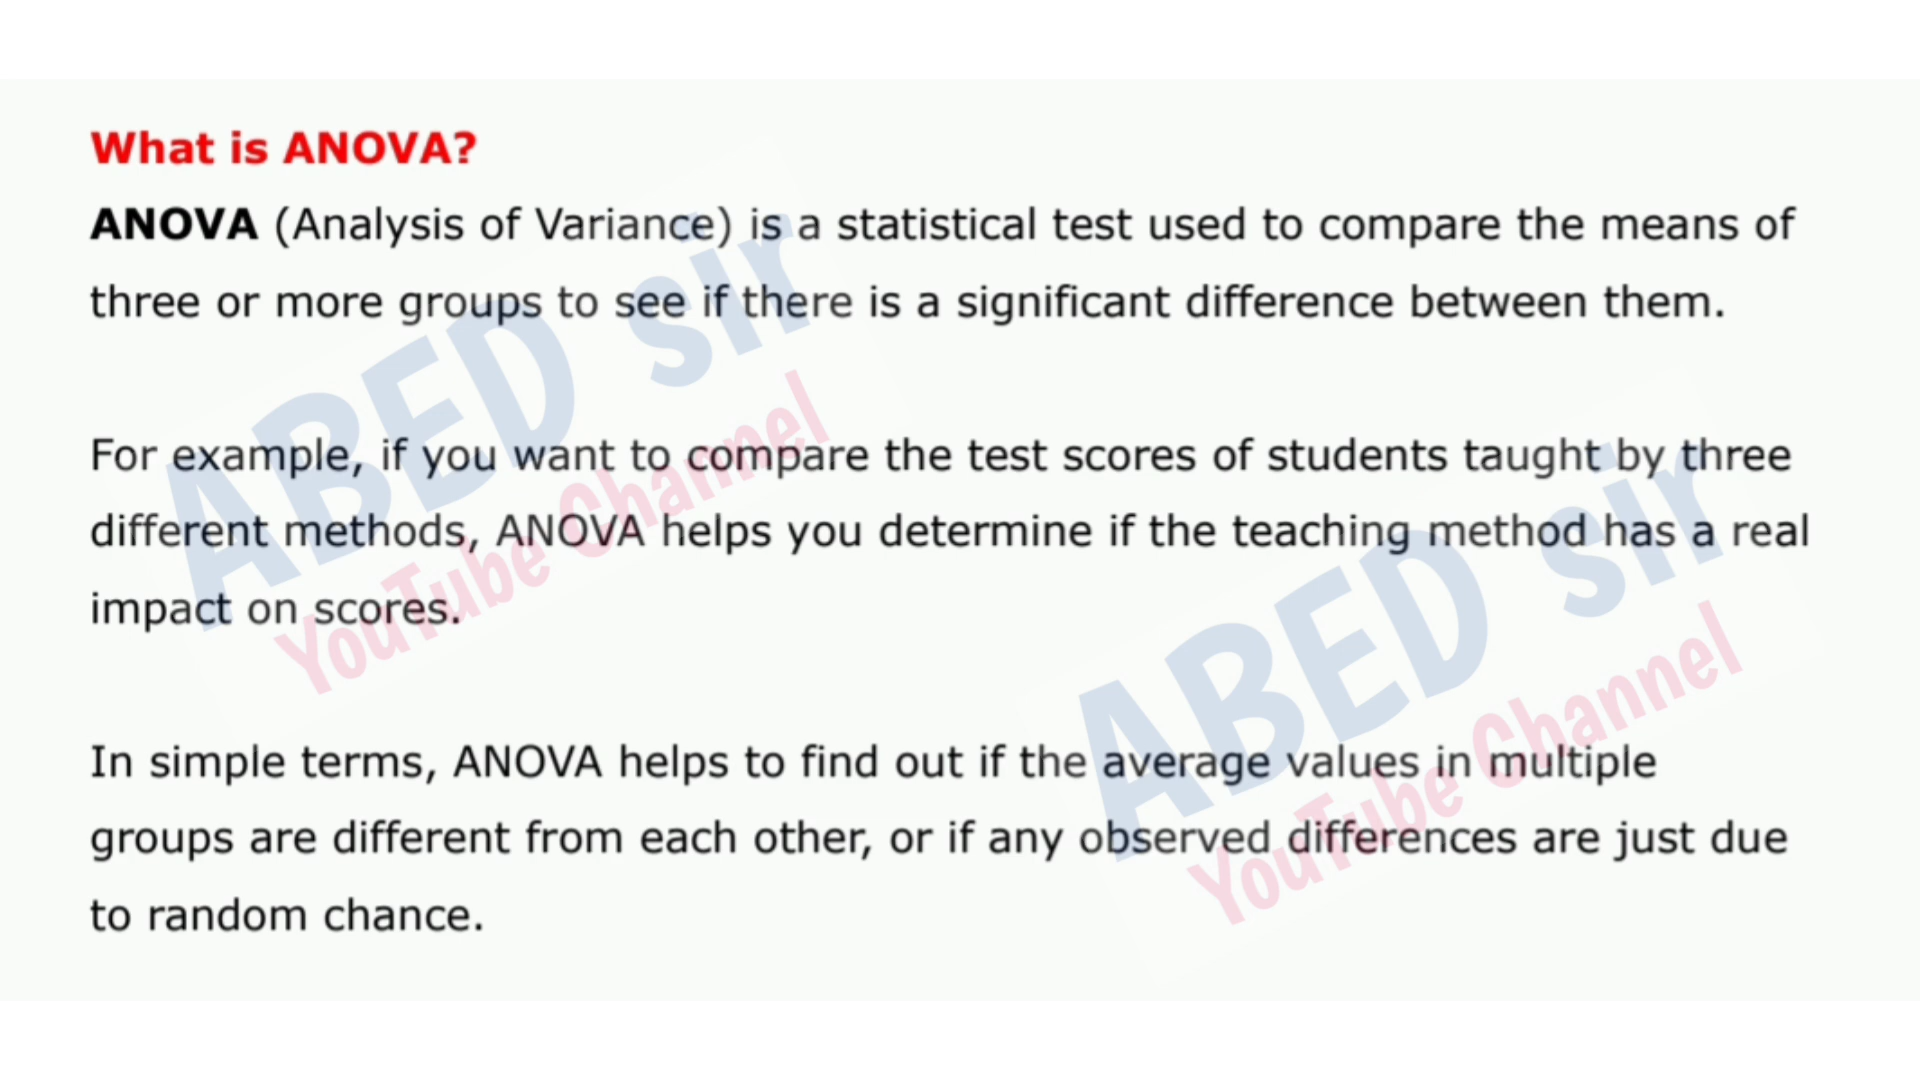 What is ANOVA?
ANOVA (Analysis of Variance) is a statistical test used to compare the means of
three or more groups to see if there is a significant difference between them.
For example, if you want to compare the test scores of students taught by three
different methods, ANOVA helps you determine if the teaching method has a real
impact on scores.
In simple terms, ANOVA helps to find out if the average values in multiple
groups are different from each other, or if any observed differences are just due
to random chance.
ABED sir
YouTube Channel
ABED sir
YouTube Channel